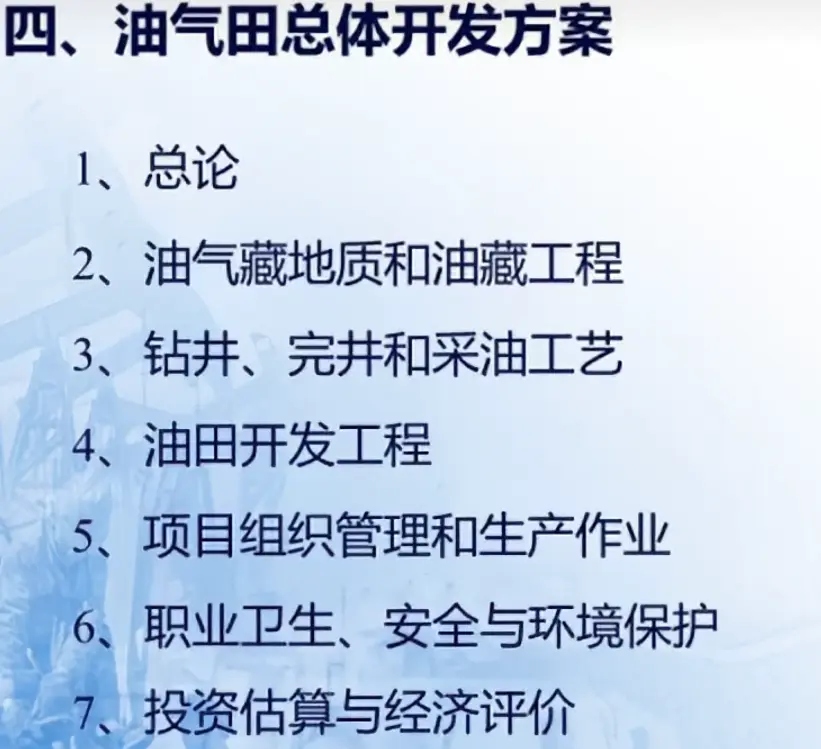 四、油气田总体开发方案
1、总论
2、油气藏地质和油藏工程
3、钻井、完井和采油工艺
4、油田开发工程
5、项目组织管理和生产作业
6、职业卫生、安全与环境保护
7、投资估算与经济评价